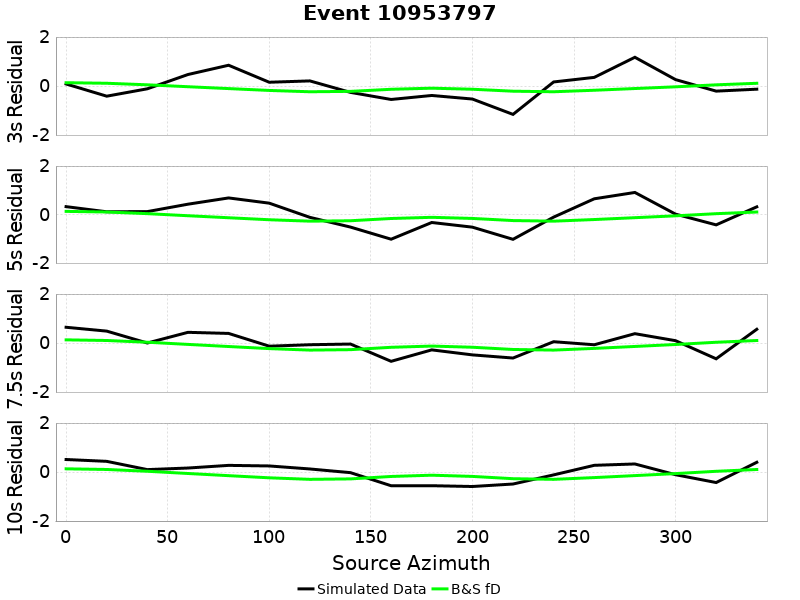 Event 10953797
3s Residual
2
0
-2
5s Residual
2
0
-2
7.5s Residual
2
0
-2
10s Residual
2
0
-2
0 50 100 150 200 250 300
Source Azimuth
Simulated Data B&S fD